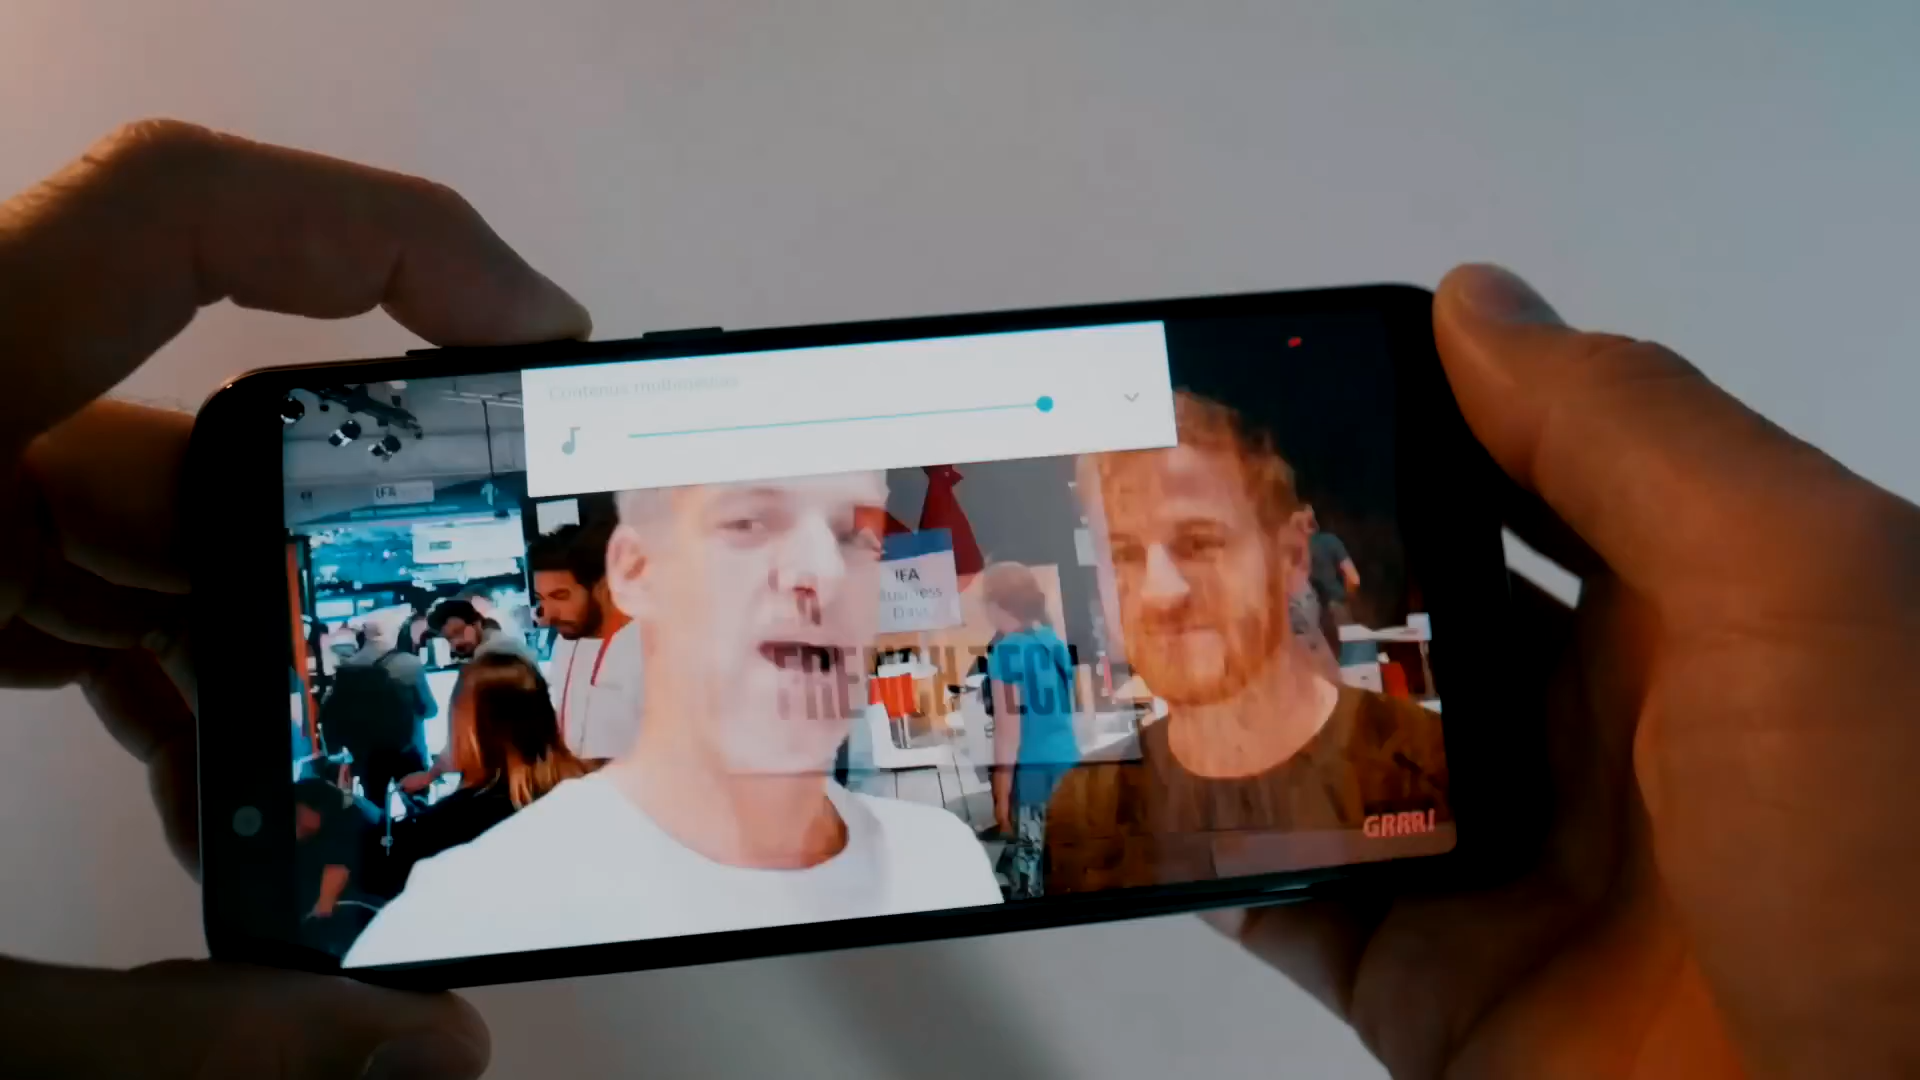 Contenus multimédias
IFA
IFA
Business
Days
FRENCH TECH
GRRR!